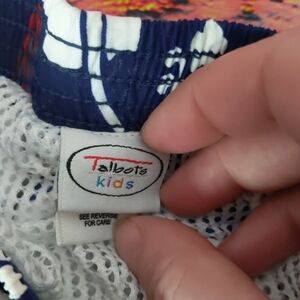 Talbots
kids
SEE REVERSE
FOR CARE